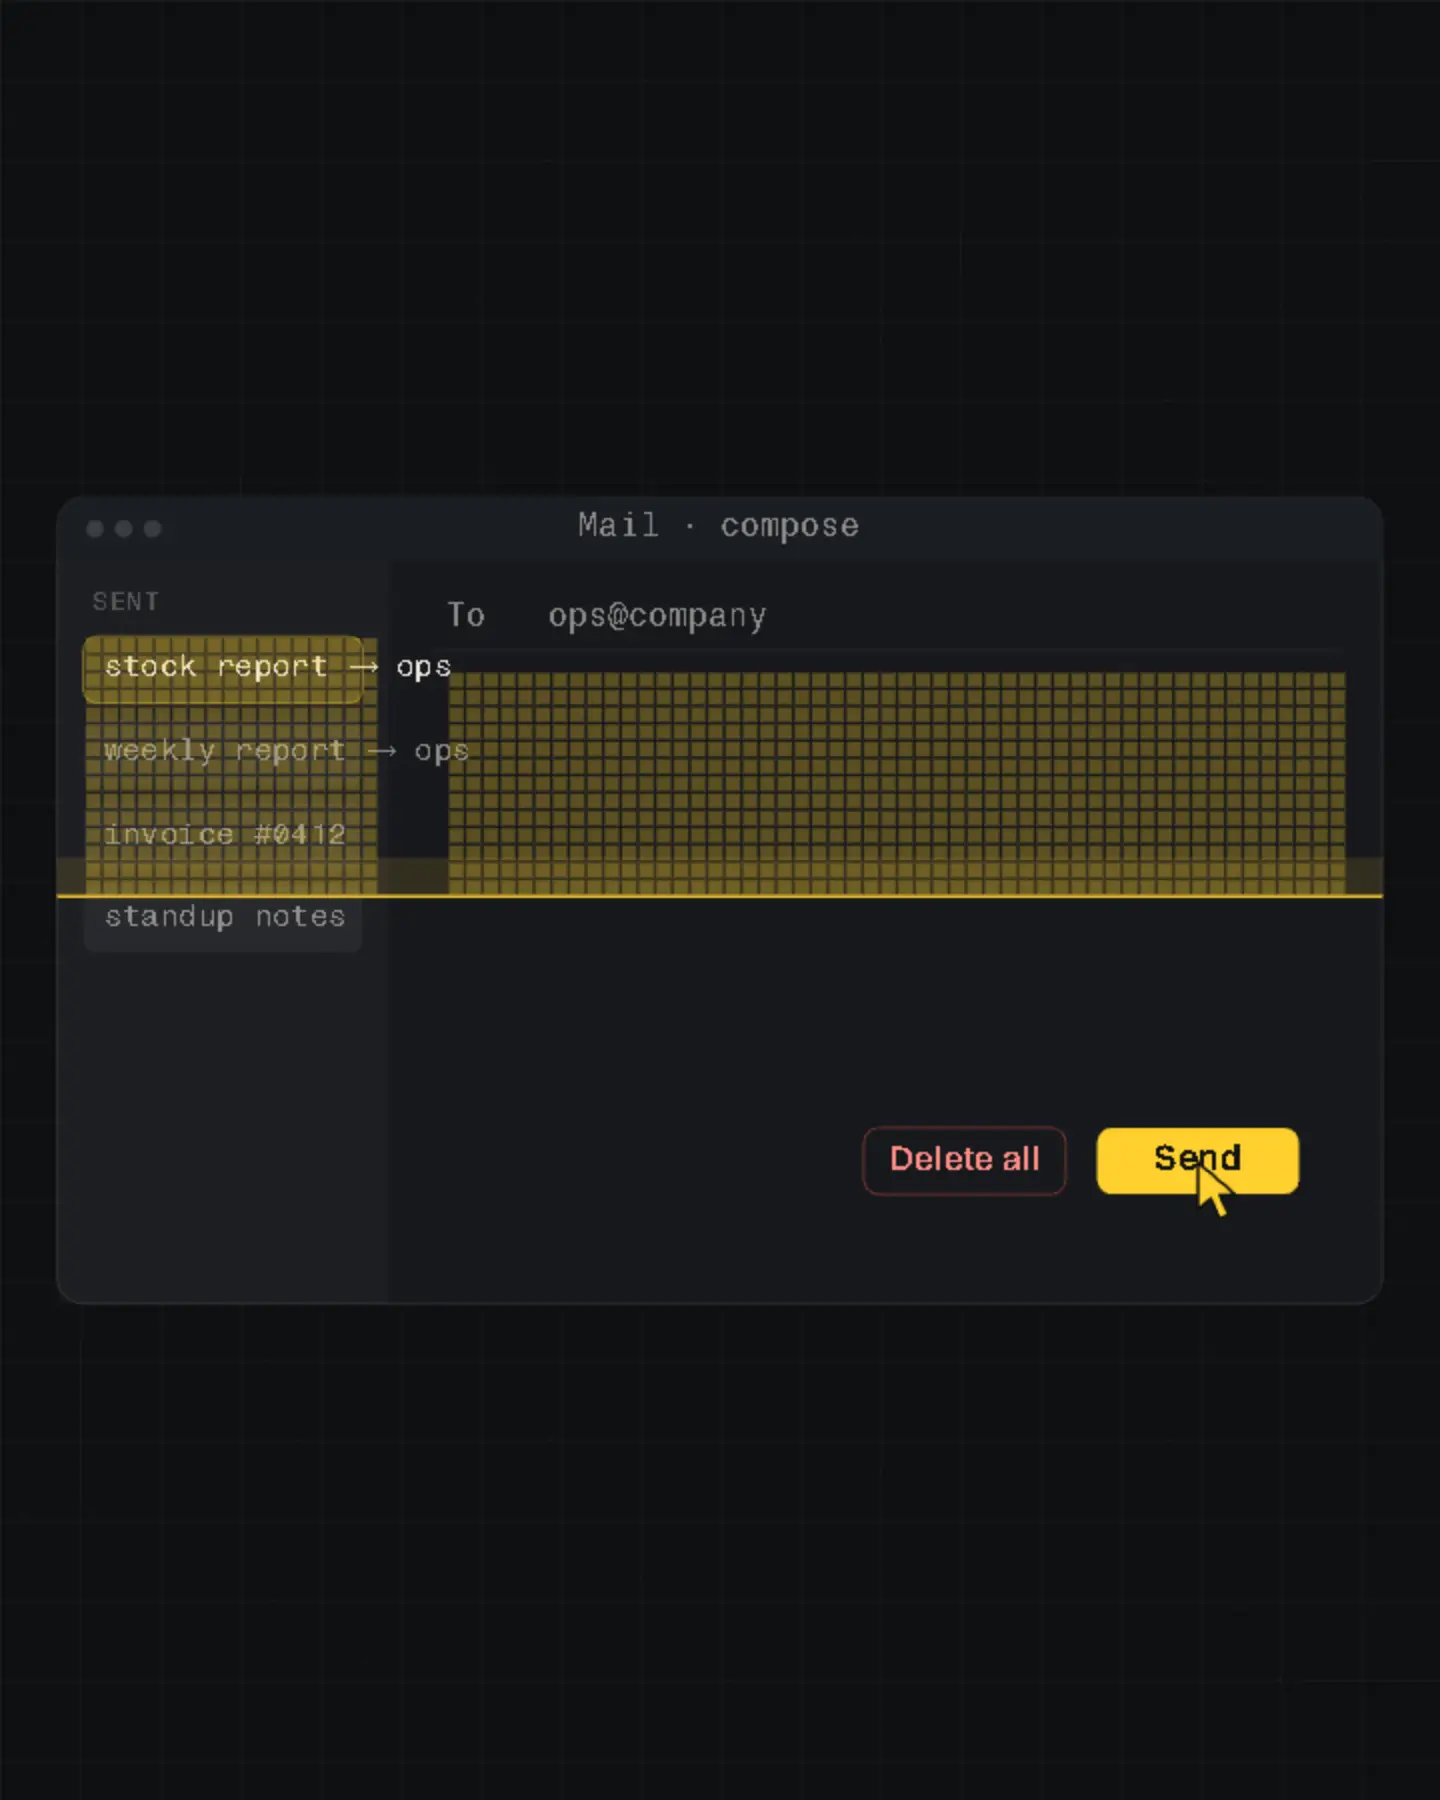 Mail · compose
SENT
stock report → ops
weekly report → ops
invoice #0412
standup notes
To ops@company
Delete all
Send